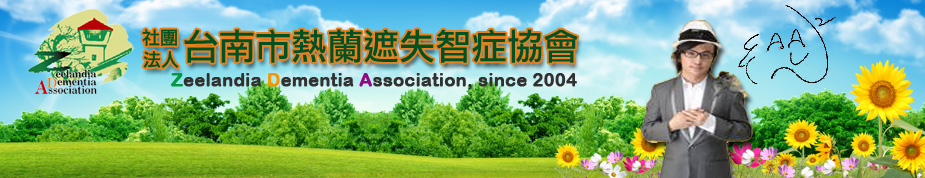 社團
法人
台南市熱蘭遮失智症協會
Zeelandia Dementia Association, since 2004
Zeelandia
Dementia
Association